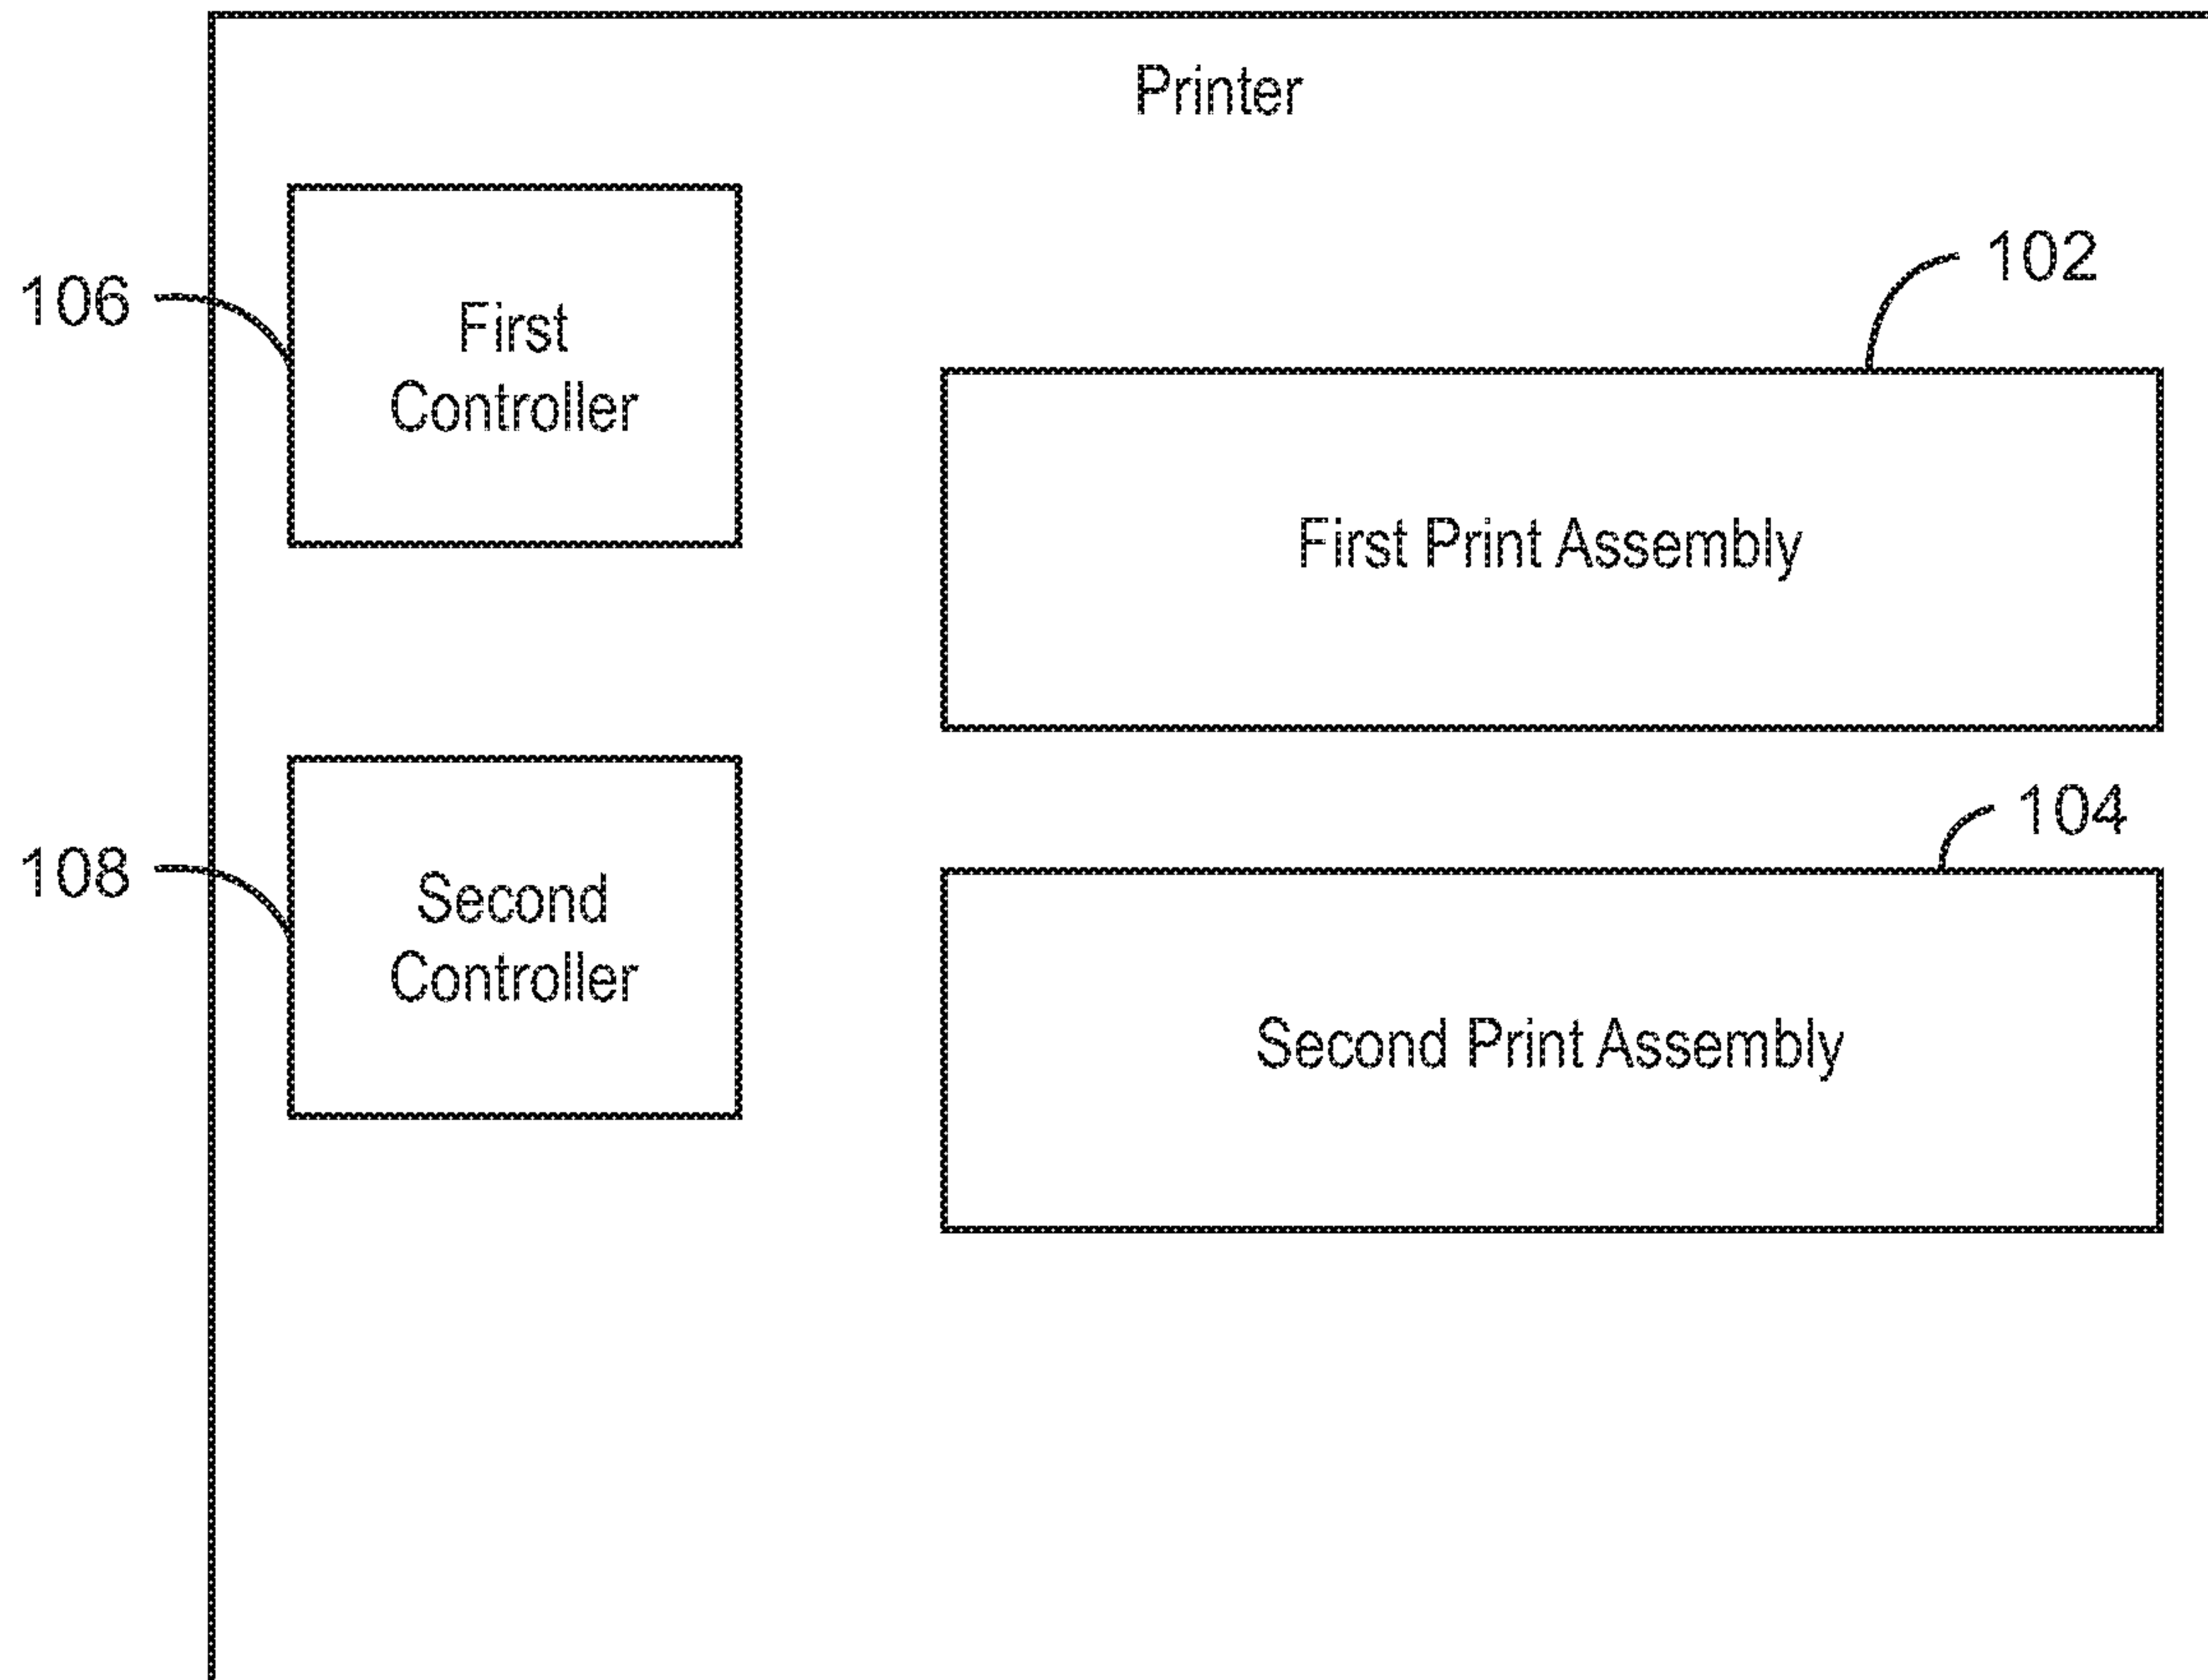 Printer
102
106
First
Controller
First Print Assembly
104
108
Second
Controller
Second Print Assembly